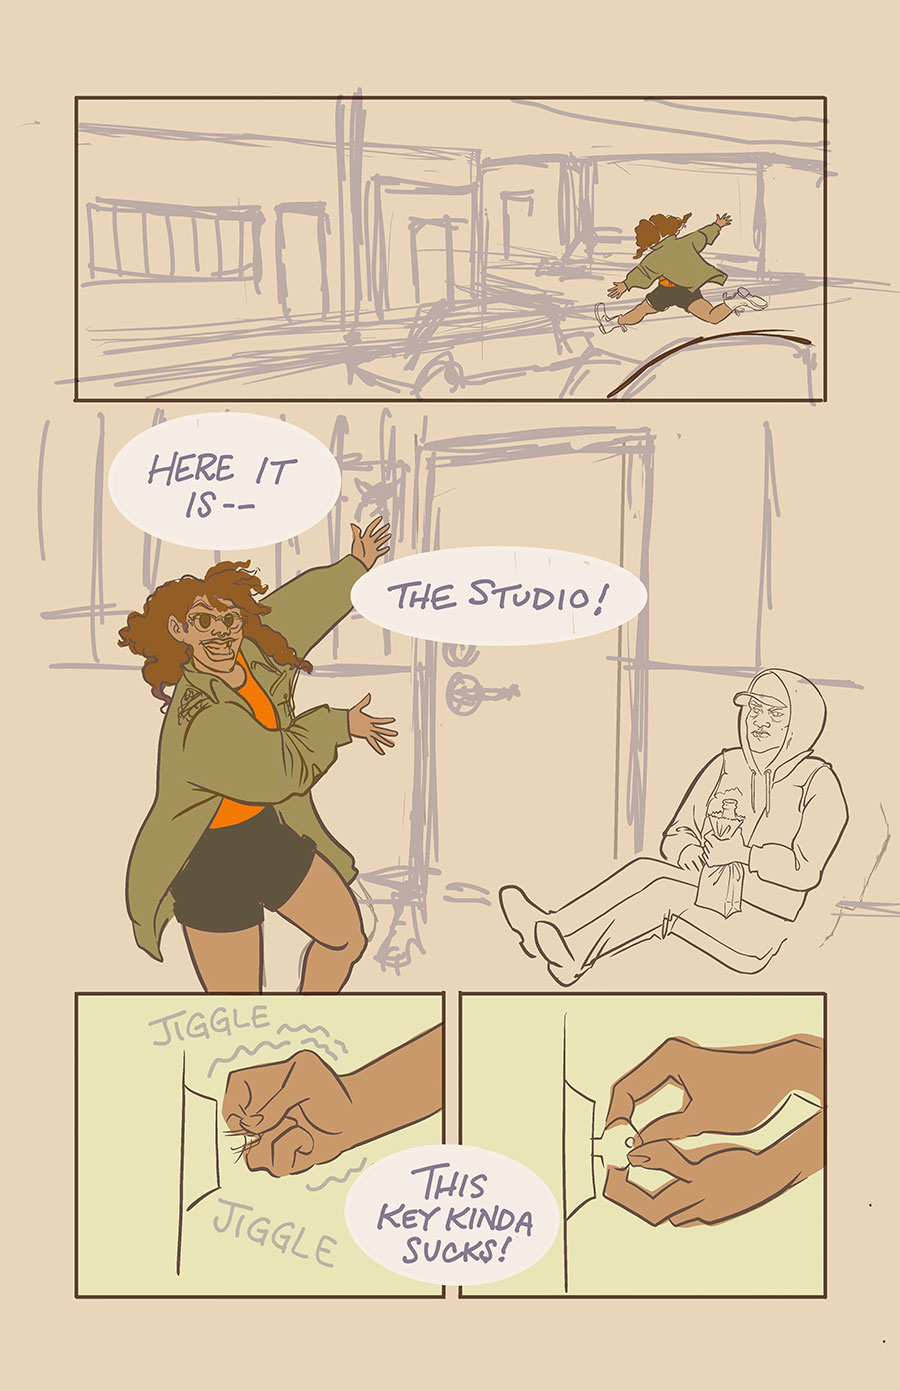 HERE IT
IS--
THE STUDIO!
JIGGLE
JIGGLE
THIS
KEY KINDA
SUCKS!